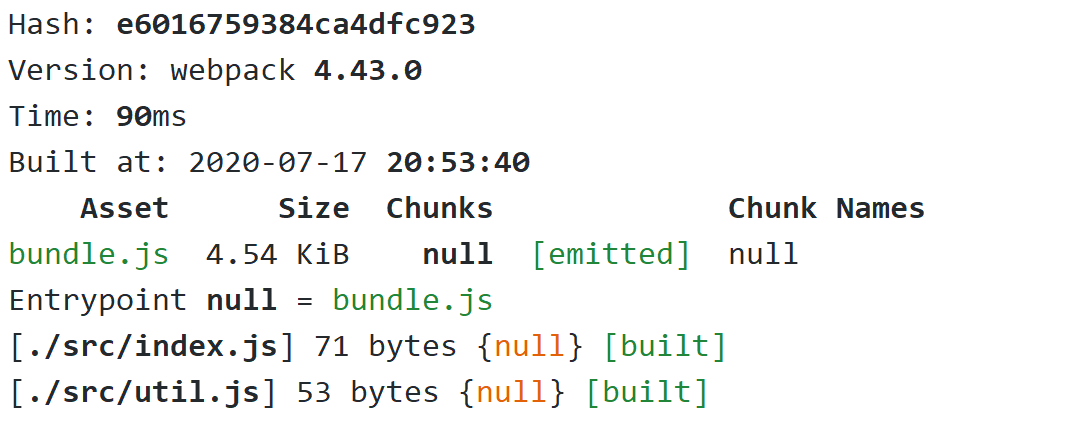 Hash: e6016759384ca4dfc923
Version: webpack 4.43.0
Time: 90ms
Built at: 2020-07-17 20:53:40
    Asset      Size  Chunks             Chunk Names
bundle.js  4.54 KiB    null  [emitted]  null
Entrypoint null = bundle.js
[./src/index.js] 71 bytes {null} [built]
[./src/util.js] 53 bytes {null} [built]